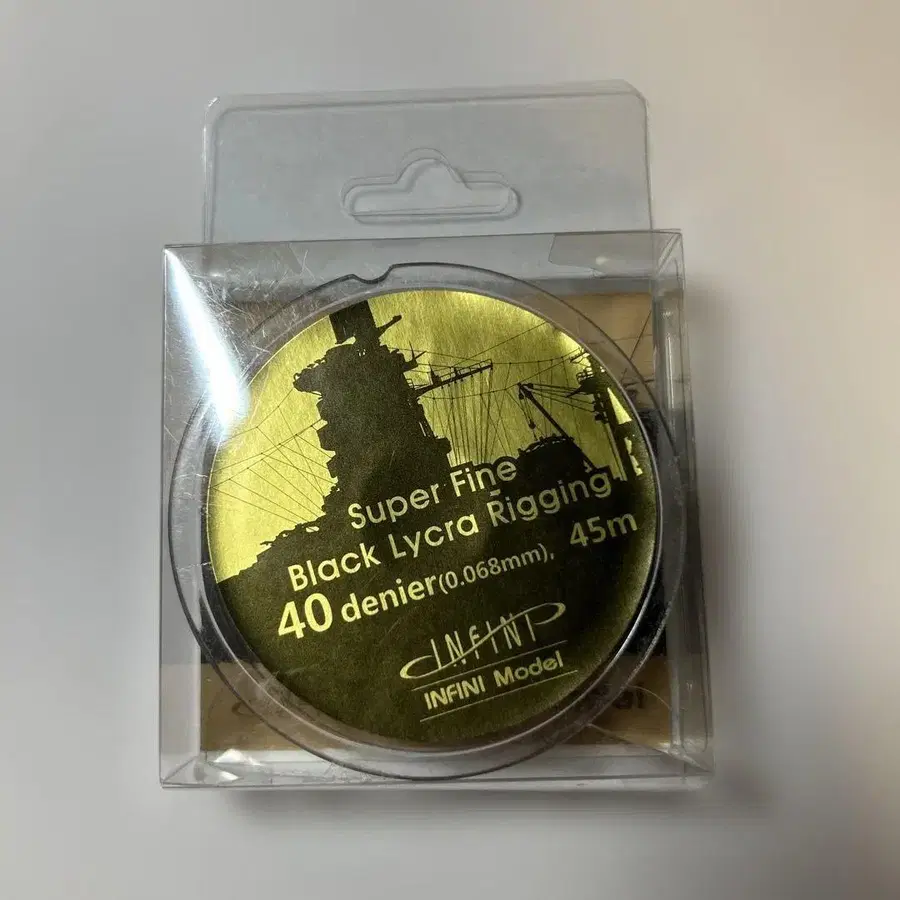 Super Fine
Black Lycra Rigging
40 denier(0.068mm), 45m
INFINI
INFINI Model